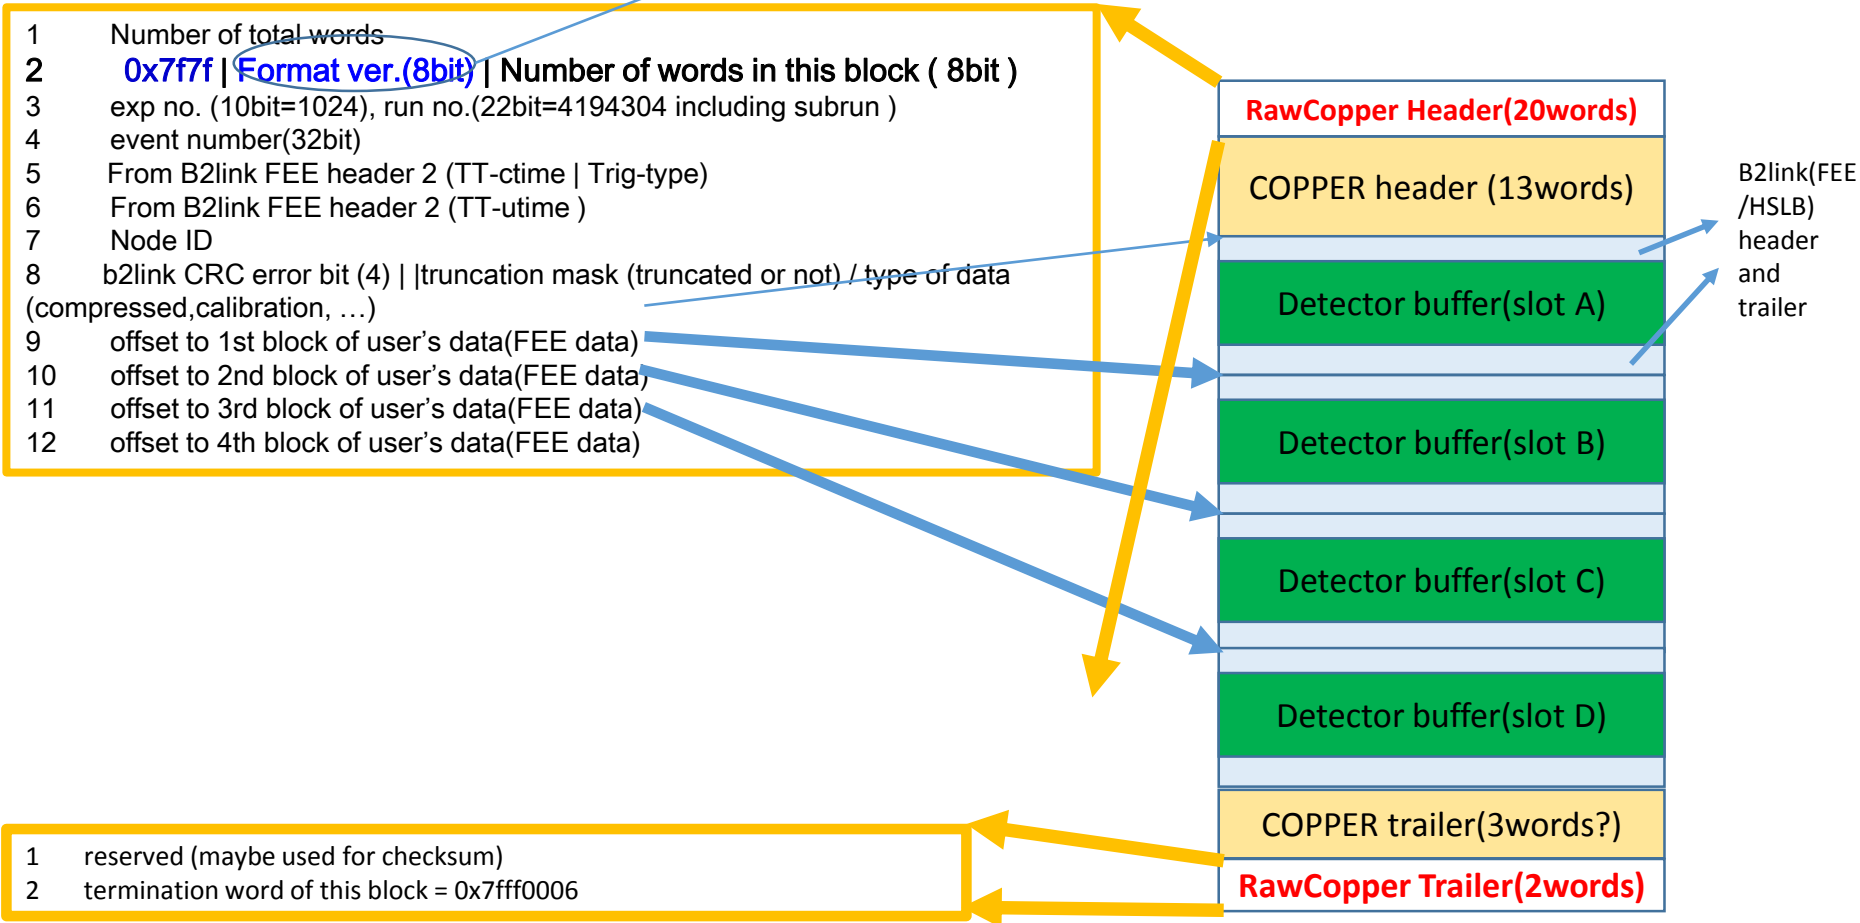 1 Number of total words
2 0x7f7f | Format ver.(8bit) | Number of words in this block ( 8bit )
3 exp no. (10bit=1024), run no.(22bit=4194304 including subrun )
4 event number(32bit)
5 From B2link FEE header 2 (TT-ctime | Trig-type)
6 From B2link FEE header 2 (TT-utime )
7 Node ID
8 b2link CRC error bit (4) | |truncation mask (truncated or not) / type of data
(compressed,calibration, …)
9 offset to 1st block of user’s data(FEE data)
10 offset to 2nd block of user’s data(FEE data)
11 offset to 3rd block of user’s data(FEE data)
12 offset to 4th block of user’s data(FEE data)
RawCopper Header(20words)
COPPER header (13words)
Detector buffer(slot A)
Detector buffer(slot B)
Detector buffer(slot C)
Detector buffer(slot D)
COPPER trailer(3words?)
RawCopper Trailer(2words)
B2link(FEE
/HSLB)
header
and
trailer
1 reserved (maybe used for checksum)
2 termination word of this block = 0x7fff0006